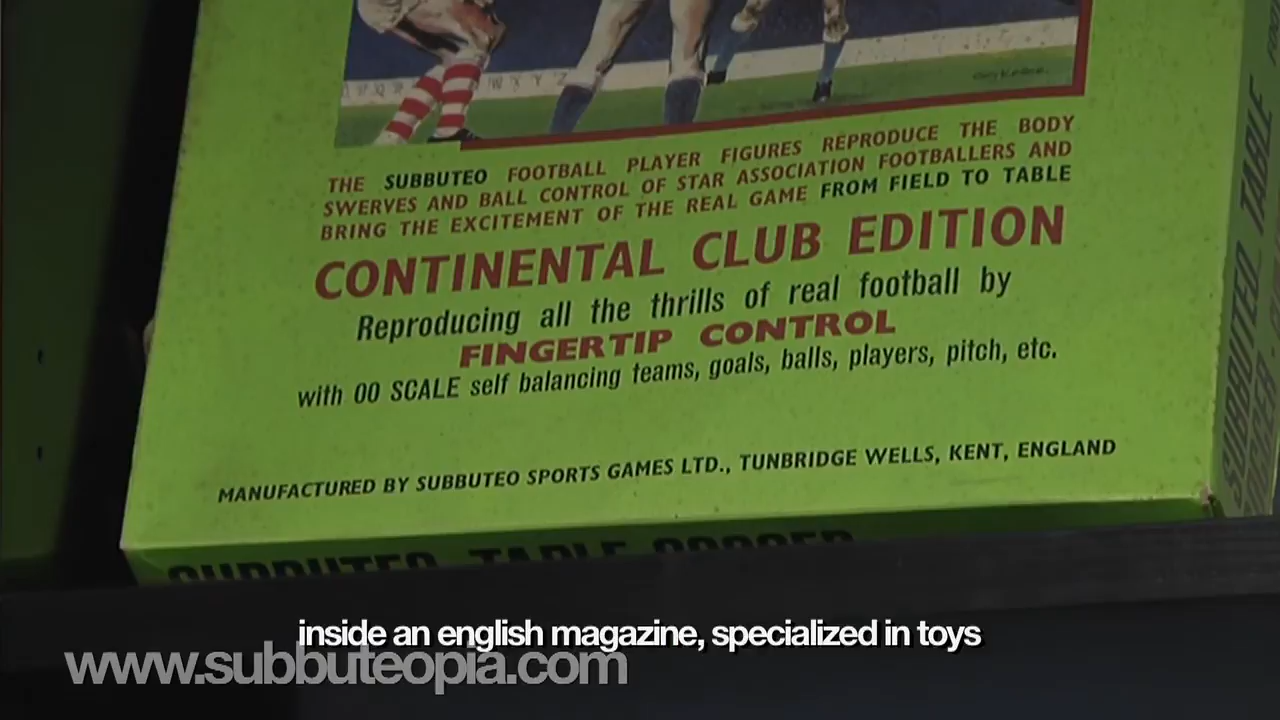 THE SUBBUTEO FOOTBALL PLAYER FIGURES REPRODUCE THE BODY
SWERVES AND BALL CONTROL OF STAR ASSOCIATION FOOTBALLERS AND
BRING THE EXCITEMENT OF THE REAL GAME FROM FIELD TO TABLE
CONTINENTAL CLUB EDITION
Reproducing all the thrills of real football by
FINGERTIP CONTROL
with 00 SCALE self balancing teams, goals, balls, players, pitch, etc.
MANUFACTURED BY SUBBUTEO SPORTS GAMES LTD., TUNBRIDGE WELLS, KENT, ENGLAND
SUBBUTEO TABLE SOCCER
SUBBUTEO TABLE
inside an english magazine, specialized in toys
www.subbuteopia.com